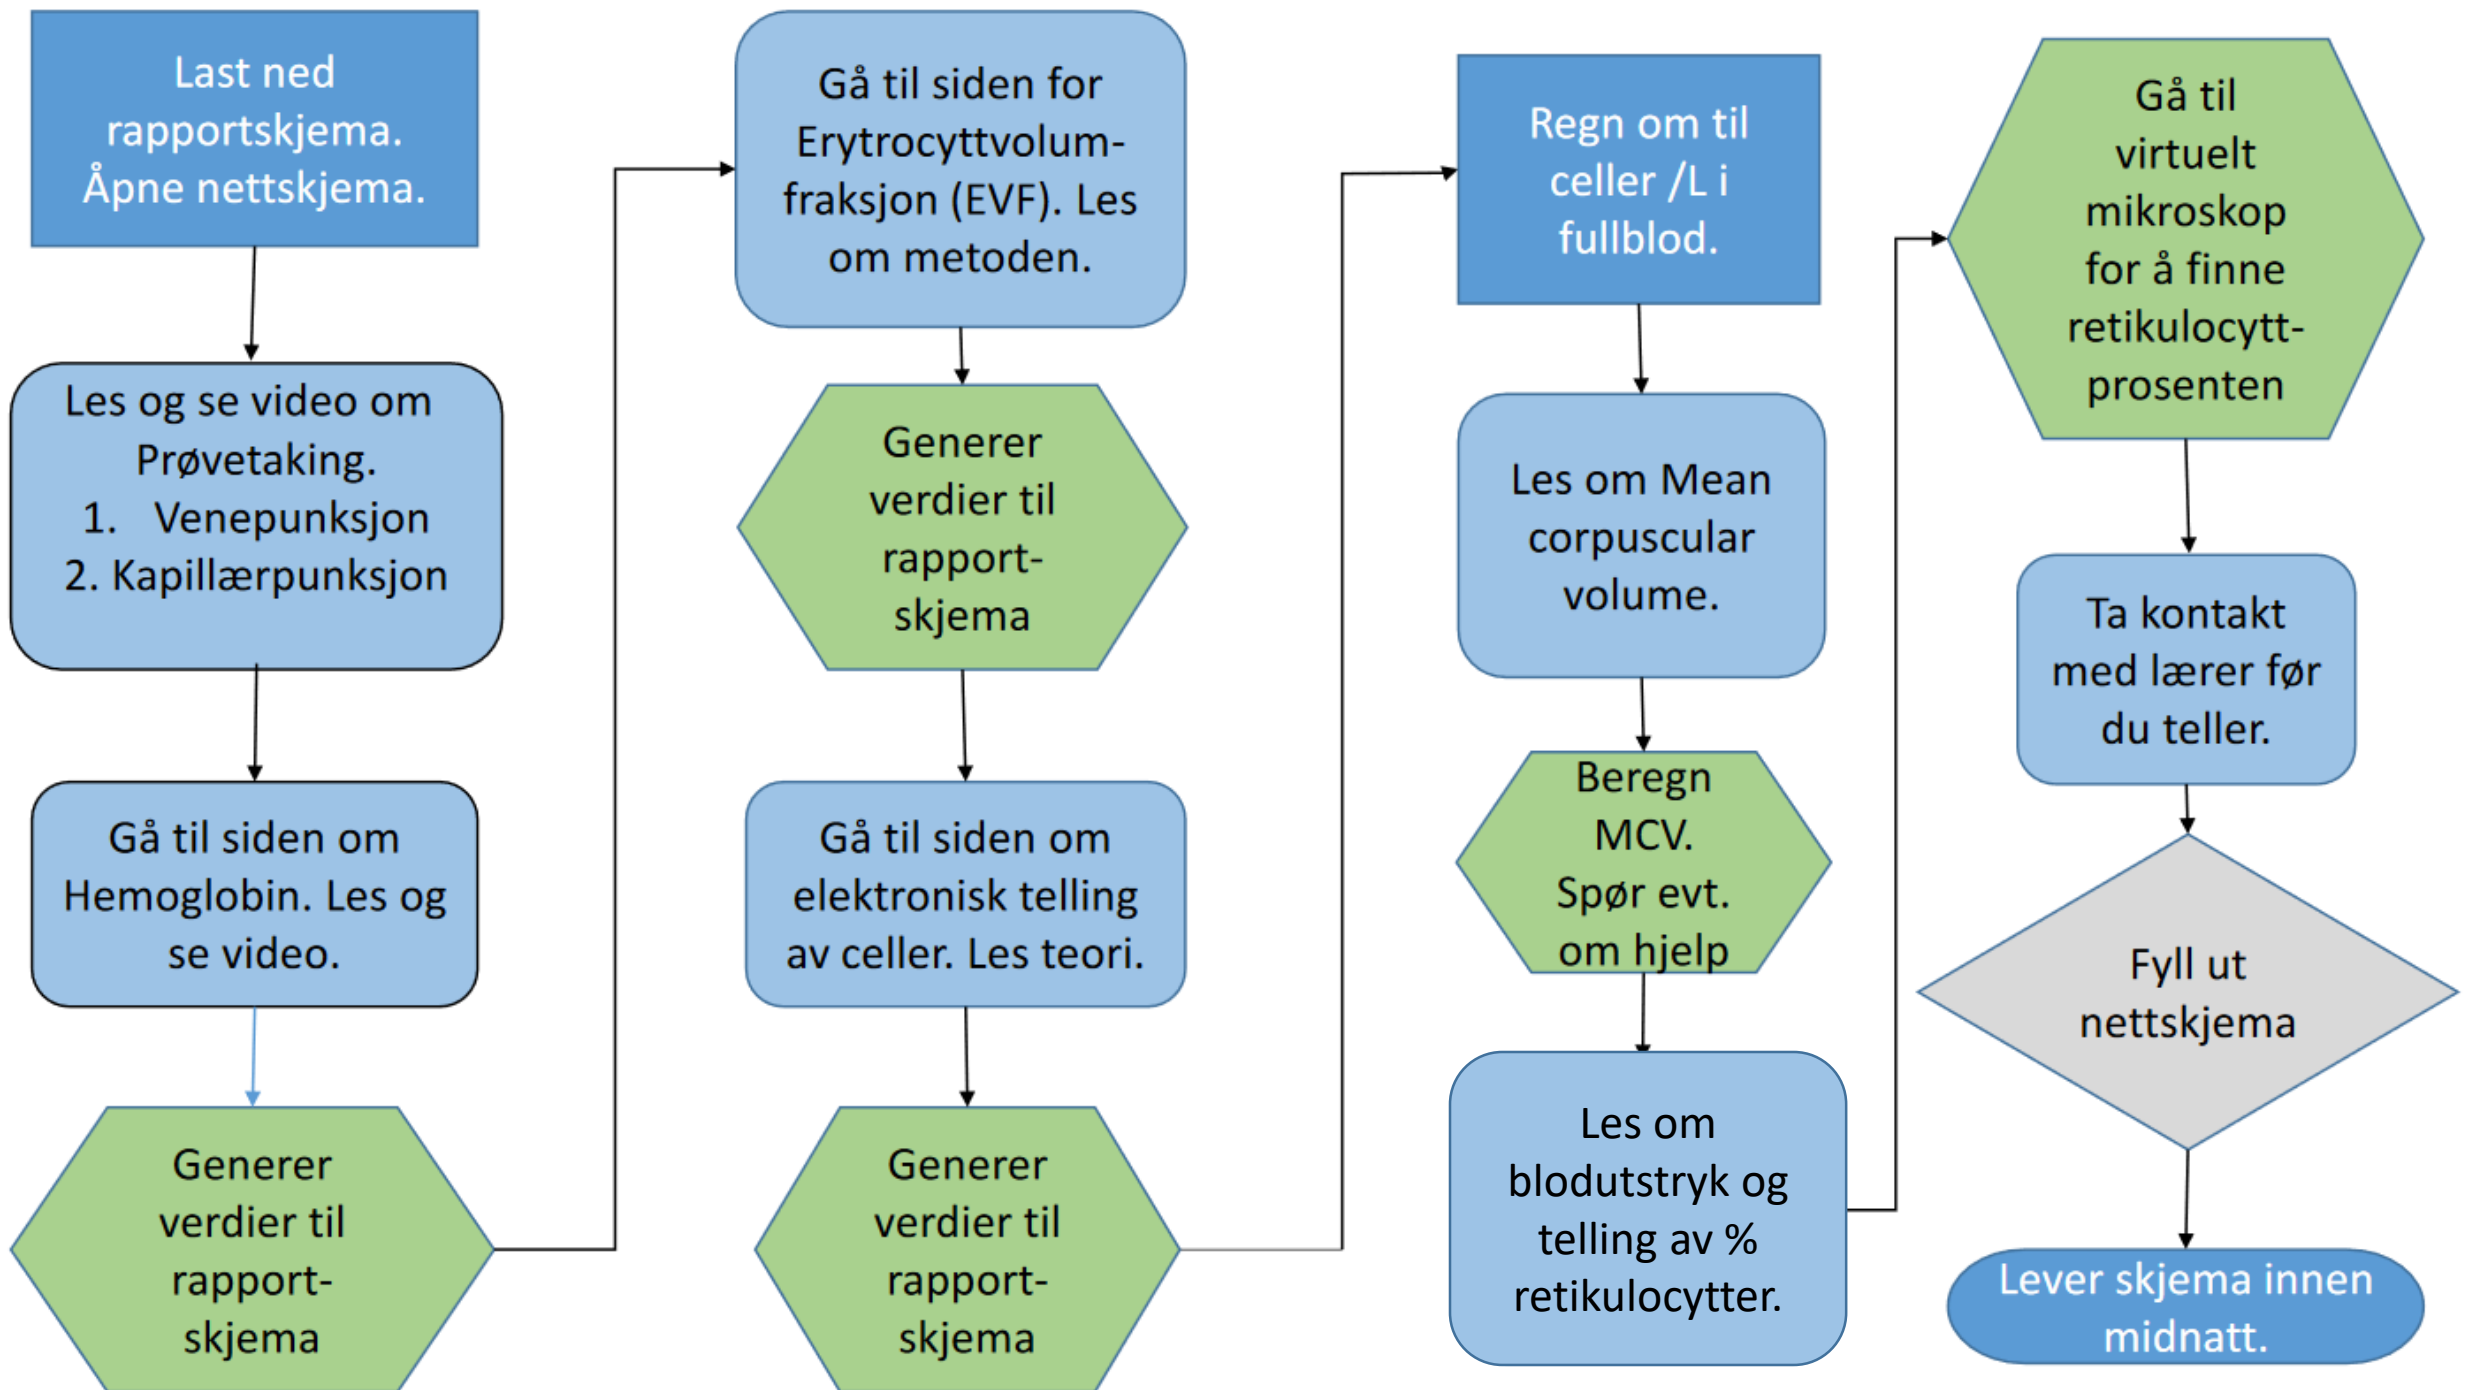 Last ned
rapportskjema.
Åpne nettskjema.
Les og se video om
Prøvetaking.
1. Venepunksjon
2. Kapillærpunksjon
Gå til siden om
Hemoglobin. Les og
se video.
Generer
verdier til
rapport-
skjema
Gå til siden for
Erytrocyttvolum-
fraksjon (EVF). Les
om metoden.
Generer
verdier til
rapport-
skjema
Gå til siden om
elektronisk telling
av celler. Les teori.
Generer
verdier til
rapport-
skjema
Regn om til
celler /L i
fullblod.
Les om Mean
corpuscular
volume.
Beregn
MCV.
Spør evt.
om hjelp
Les om
blodutstryk og
telling av %
retikulocytter.
Gå til
virtuelt
mikroskop
for å finne
retikulocytt-
prosenten
Ta kontakt
med lærer før
du teller.
Fyll ut
nettskjema
Lever skjema innen
midnatt.